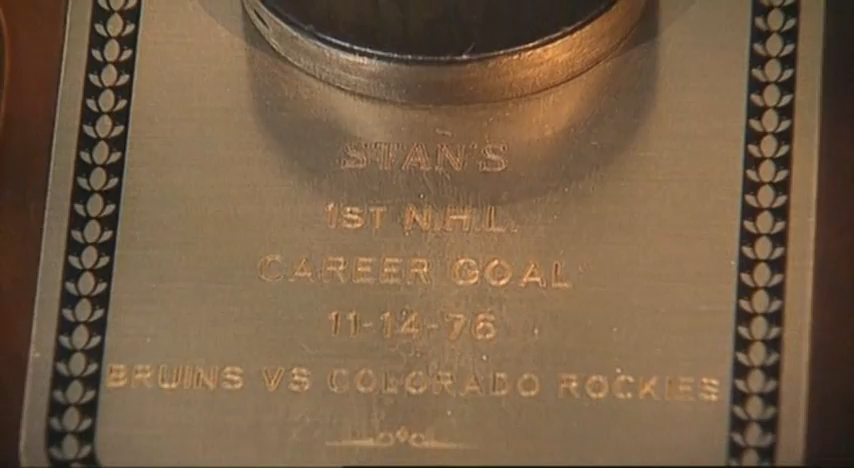 STAN'S
1ST N.H.L.
CAREER GOAL
11-14-76
BRUINS VS COLORADO ROCKIES